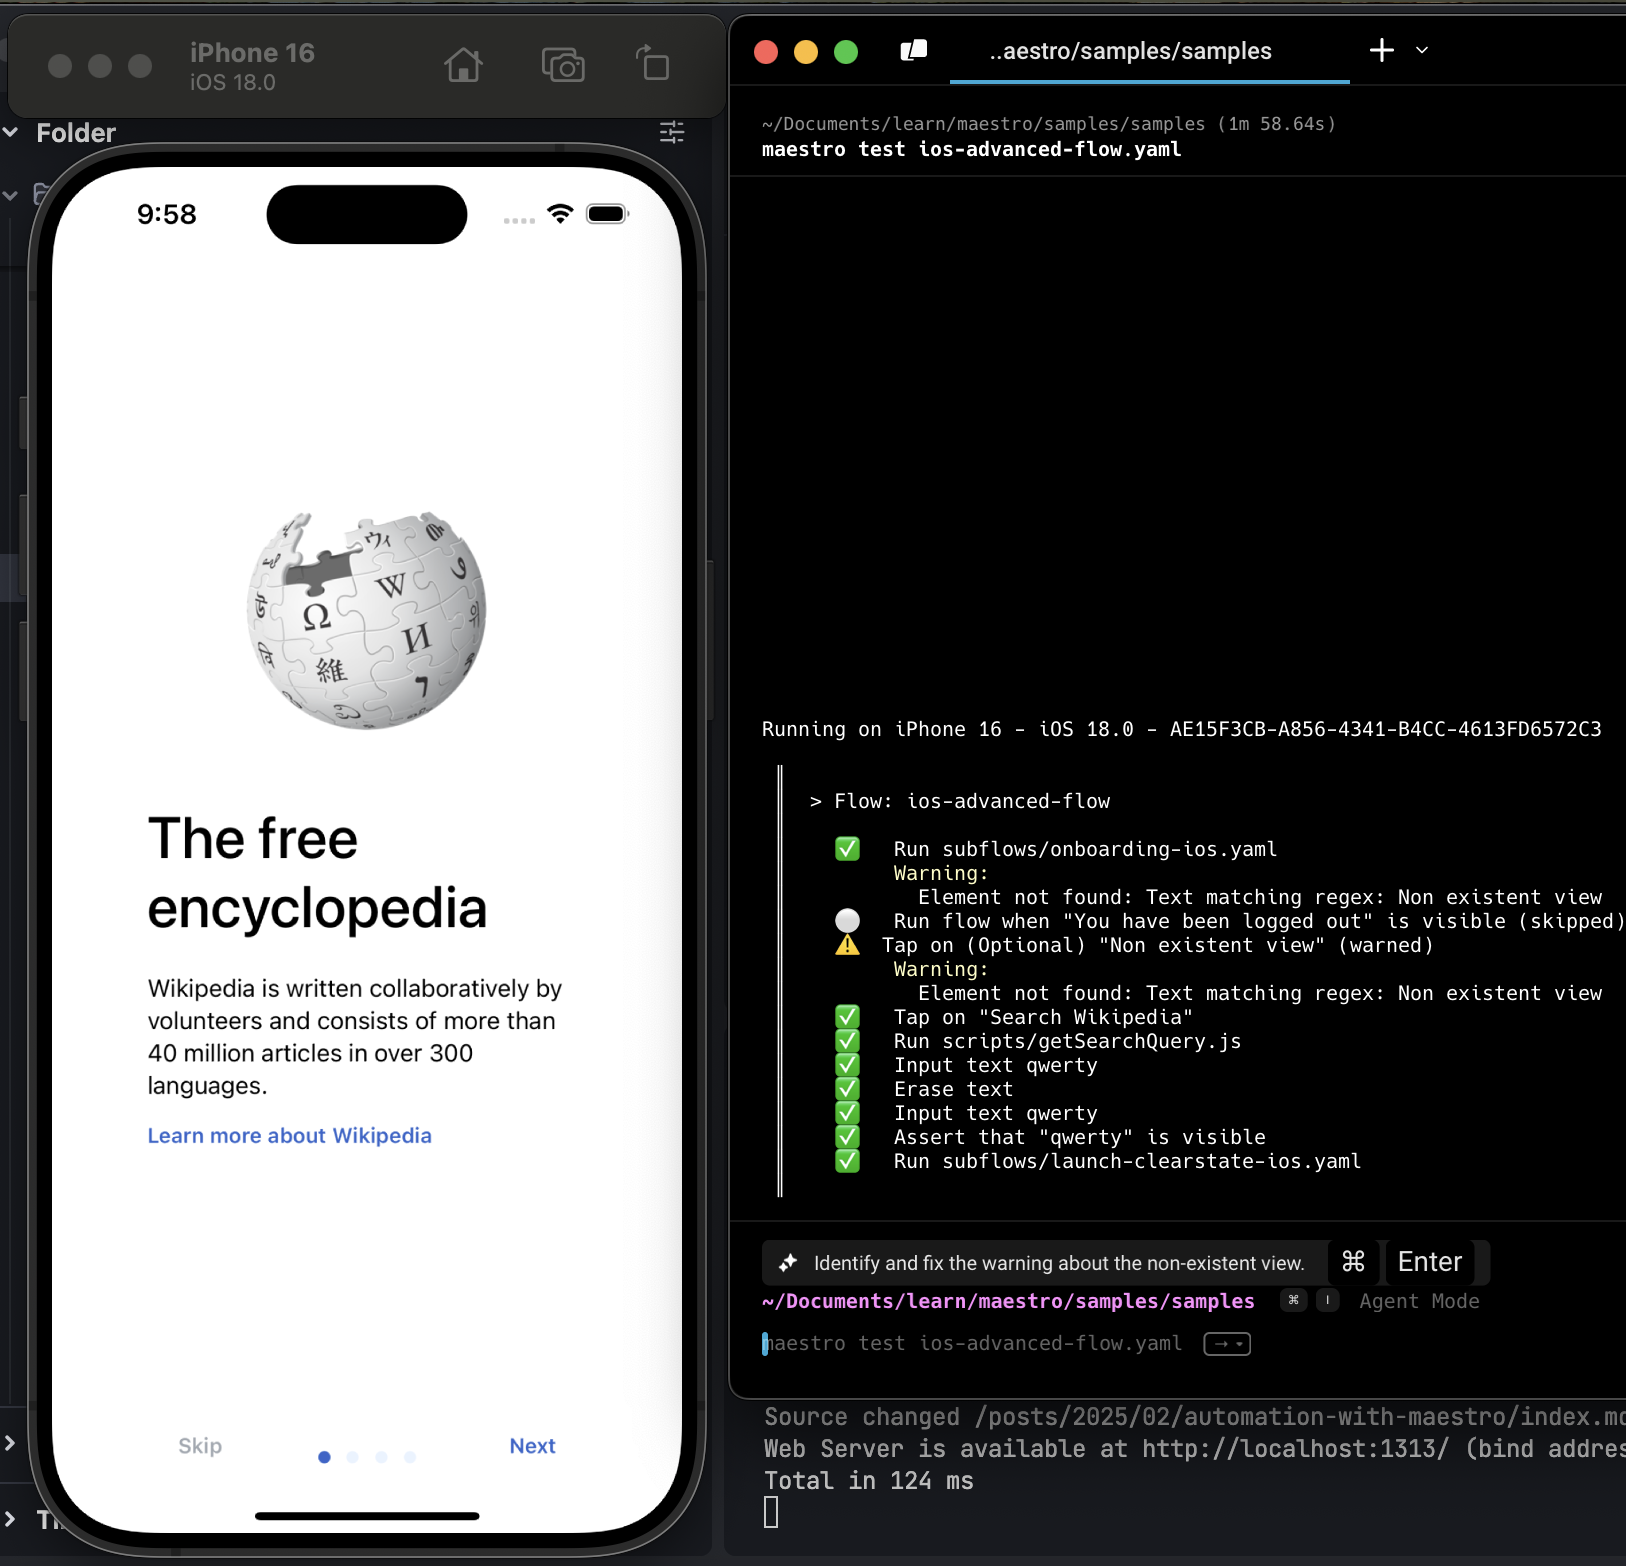 iPhone 16
iOS 18.0
Folder
9:58
ウィ
W
Ω
И
維
The free
encyclopedia
Wikipedia is written collaboratively by
volunteers and consists of more than
40 million articles in over 300
languages.
Learn more about Wikipedia
Skip
Next
..aestro/samples/samples
~/Documents/learn/maestro/samples/samples (1m 58.64s)
maestro test ios-advanced-flow.yaml
Running on iPhone 16 - iOS 18.0 - AE15F3CB-A856-4341-B4CC-4613FD6572C3
> Flow: ios-advanced-flow
Run subflows/onboarding-ios.yaml
Warning:
Element not found: Text matching regex: Non existent view
Run flow when "You have been logged out" is visible (skipped)
Tap on (Optional) "Non existent view" (warned)
Warning:
Element not found: Text matching regex: Non existent view
Tap on "Search Wikipedia"
Run scripts/getSearchQuery.js
Input text qwerty
Erase text
Input text qwerty
Assert that "qwerty" is visible
Run subflows/launch-clearstate-ios.yaml
Identify and fix the warning about the non-existent view. ⌘ Enter
~/Documents/learn/maestro/samples/samples ⌘ I Agent Mode
maestro test ios-advanced-flow.yaml
Source changed /posts/2025/02/automation-with-maestro/index.md
Web Server is available at http://localhost:1313/ (bind addres
Total in 124 ms